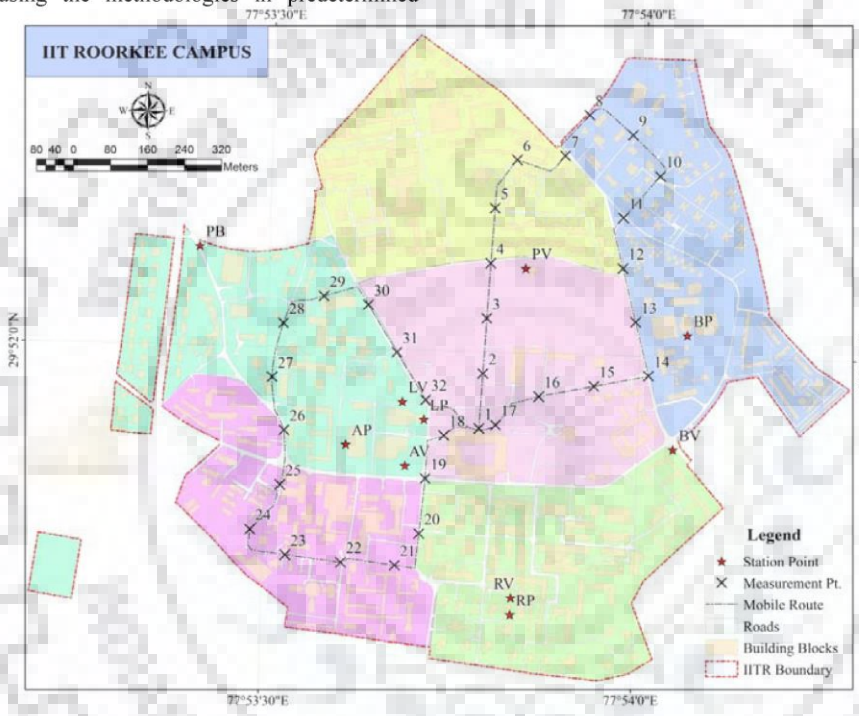 using the methodologies in predetermined
77°53'30"E
77°54'0"E
IIT ROORKEE CAMPUS
N
W E
S
80 40 0 80 160 240 320
Meters
29°52'0"N
8
9
7
6
10
5
11
PB
4
PV
12
29
30
28
3
13
BP
31
27
2
16
15
14
LV
32
LP
1
17
18
26
AP
AV
BV
19
25
24
20
23
22
21
RV
RP
Legend
Station Point
Measurement Pt.
Mobile Route
Roads
Building Blocks
IITR Boundary
77°53'30"E
77°54'0"E